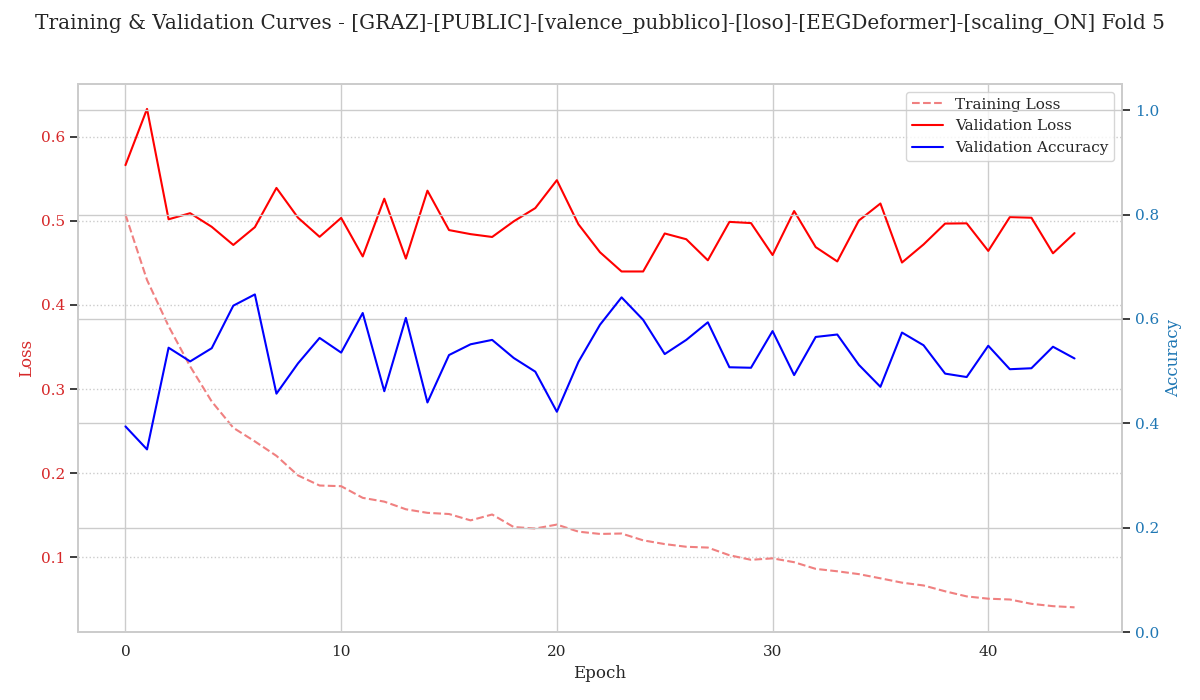 Training & Validation Curves - [GRAZ]-[PUBLIC]-[valence_pubblico]-[loso]-[EEGDeformer]-[scaling_ON] Fold 5
Training Loss
Validation Loss
Validation Accuracy
0.6
0.5
0.4
0.3
0.2
0.1
Loss
1.0
0.8
0.6
0.4
0.2
0.0
Accuracy
0
10
20
30
40
Epoch